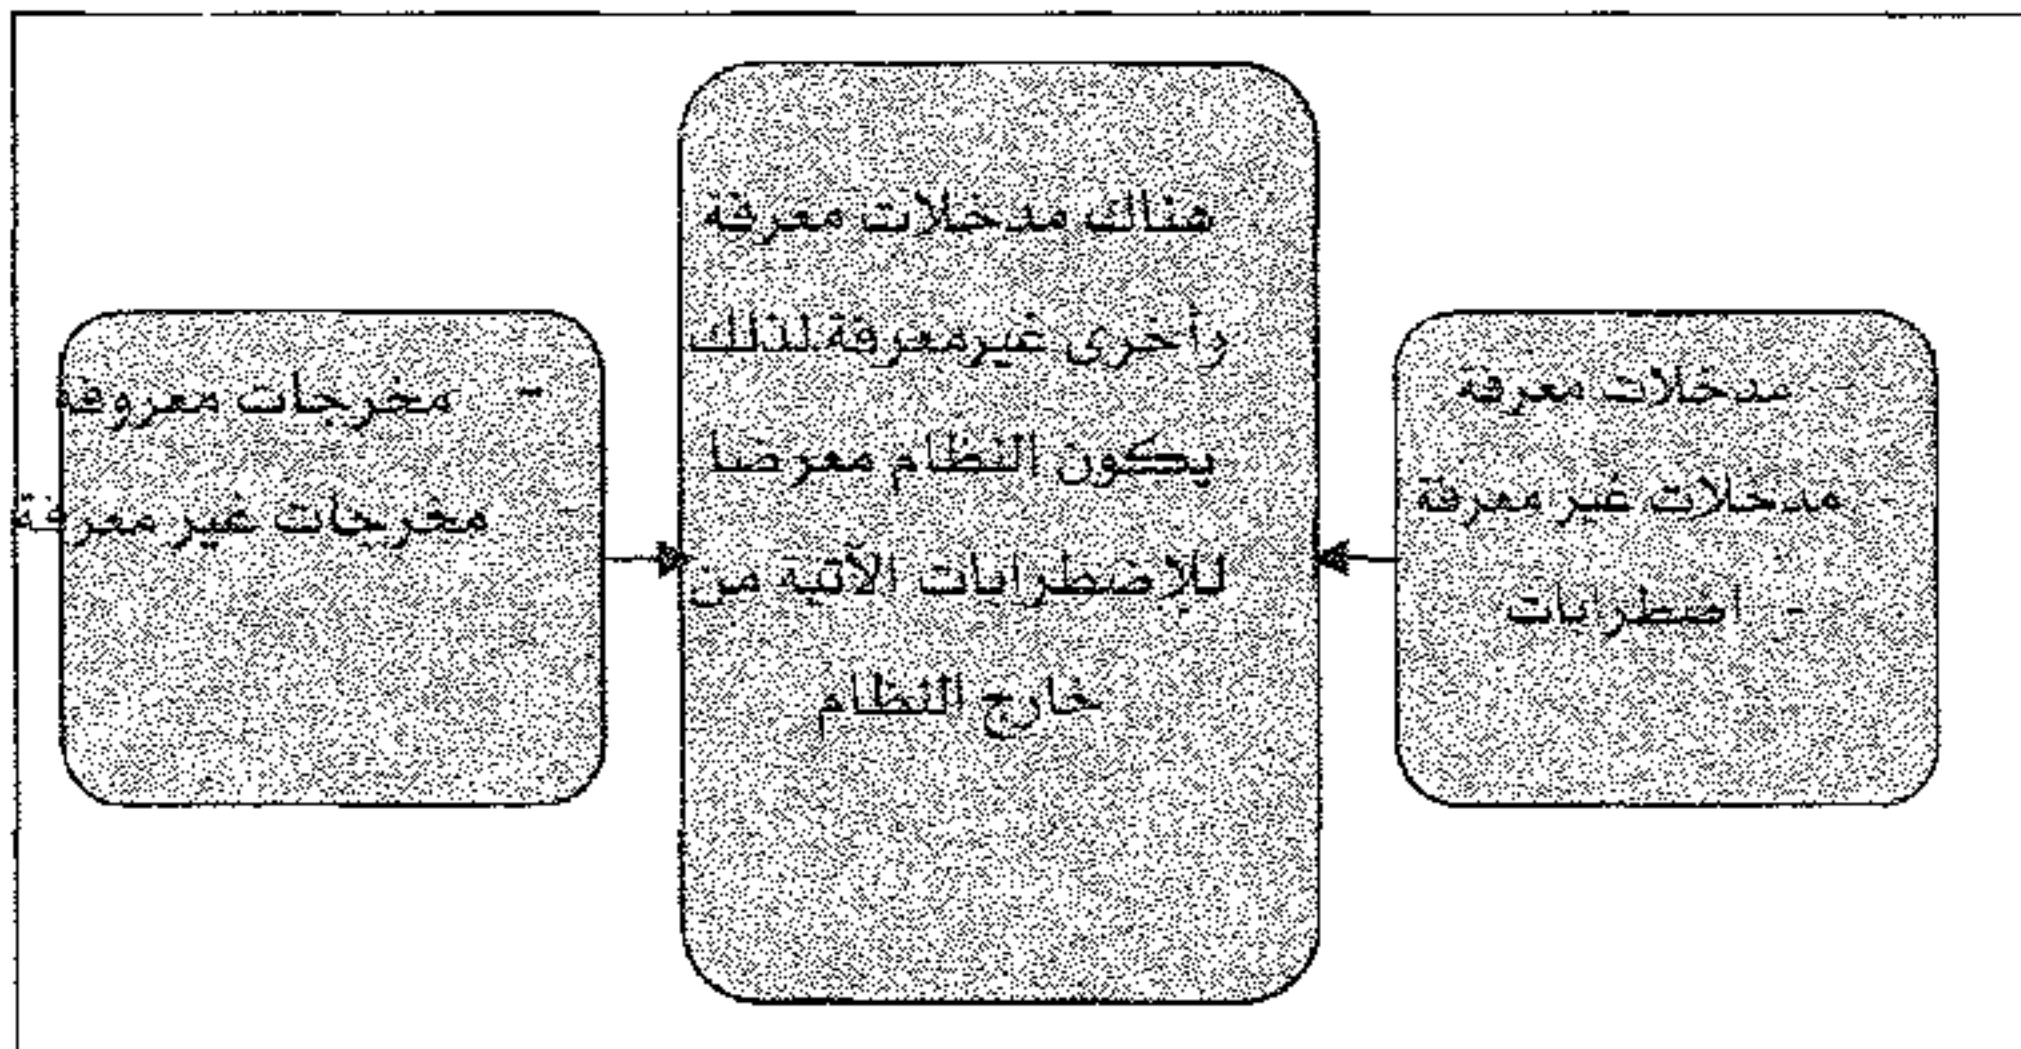 - مدخلات معرفة
- مدخلات غير معرفة
- اضطرابات
هناك مدخلات معرفة
وأخرى غيرمعرفة لذلك
يكون النظام معرضا
للإضطرابات الآتية من
خارج النظام
- مخرجات معروفة
مخرجات غير معرفة